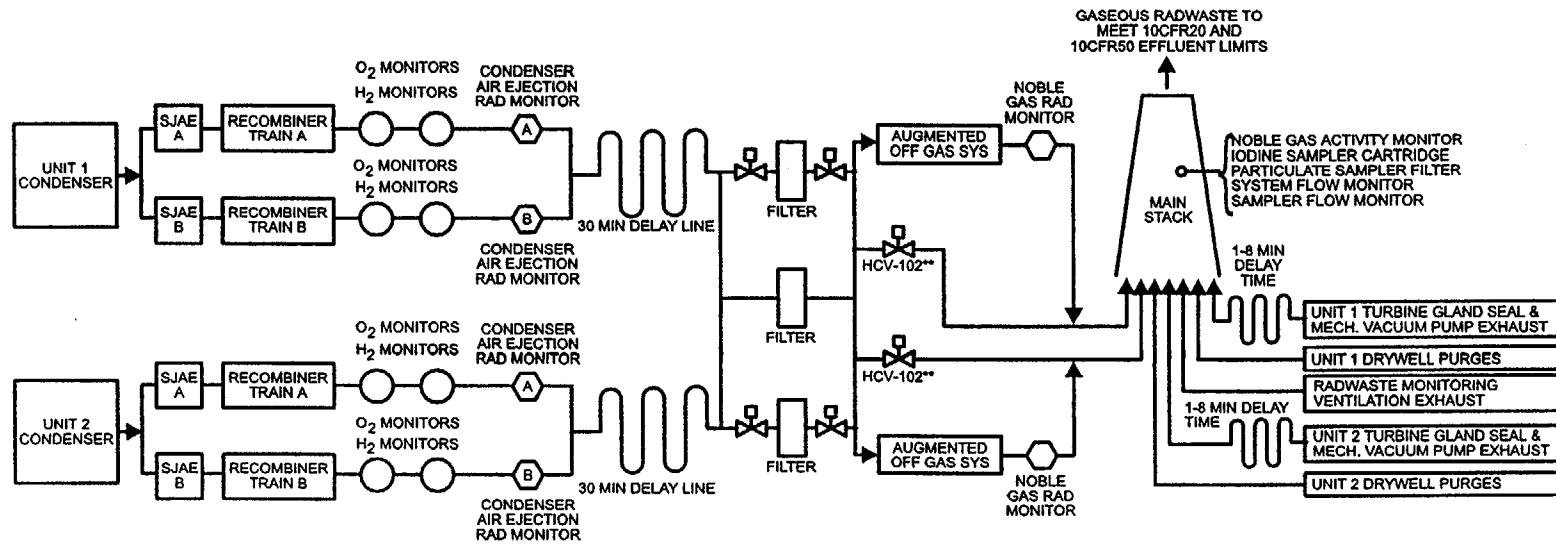 GASEOUS RADWASTE TO
MEET 10CFR20 AND
10CFR50 EFFLUENT LIMITS
UNIT 1
CONDENSER
SJAE
A
RECOMBINER
TRAIN A
O2 MONITORS
H2 MONITORS
CONDENSER
AIR EJECTION
RAD MONITOR
A
SJAE
B
RECOMBINER
TRAIN B
O2 MONITORS
H2 MONITORS
B
CONDENSER
AIR EJECTION
RAD MONITOR
30 MIN DELAY LINE
FILTER
AUGMENTED
OFF GAS SYS
NOBLE
GAS RAD
MONITOR
HCV-102**
FILTER
UNIT 2
CONDENSER
SJAE
A
RECOMBINER
TRAIN A
O2 MONITORS
H2 MONITORS
CONDENSER
AIR EJECTION
RAD MONITOR
A
SJAE
B
RECOMBINER
TRAIN B
O2 MONITORS
H2 MONITORS
B
CONDENSER
AIR EJECTION
RAD MONITOR
30 MIN DELAY LINE
HCV-102**
FILTER
AUGMENTED
OFF GAS SYS
NOBLE
GAS RAD
MONITOR
MAIN
STACK
NOBLE GAS ACTIVITY MONITOR
IODINE SAMPLER CARTRIDGE
PARTICULATE SAMPLER FILTER
SYSTEM FLOW MONITOR
SAMPLER FLOW MONITOR
1-8 MIN
DELAY
TIME
UNIT 1 TURBINE GLAND SEAL &
MECH. VACUUM PUMP EXHAUST
UNIT 1 DRYWELL PURGES
RADWASTE MONITORING
VENTILATION EXHAUST
1-8 MIN DELAY
TIME
UNIT 2 TURBINE GLAND SEAL &
MECH. VACUUM PUMP EXHAUST
UNIT 2 DRYWELL PURGES